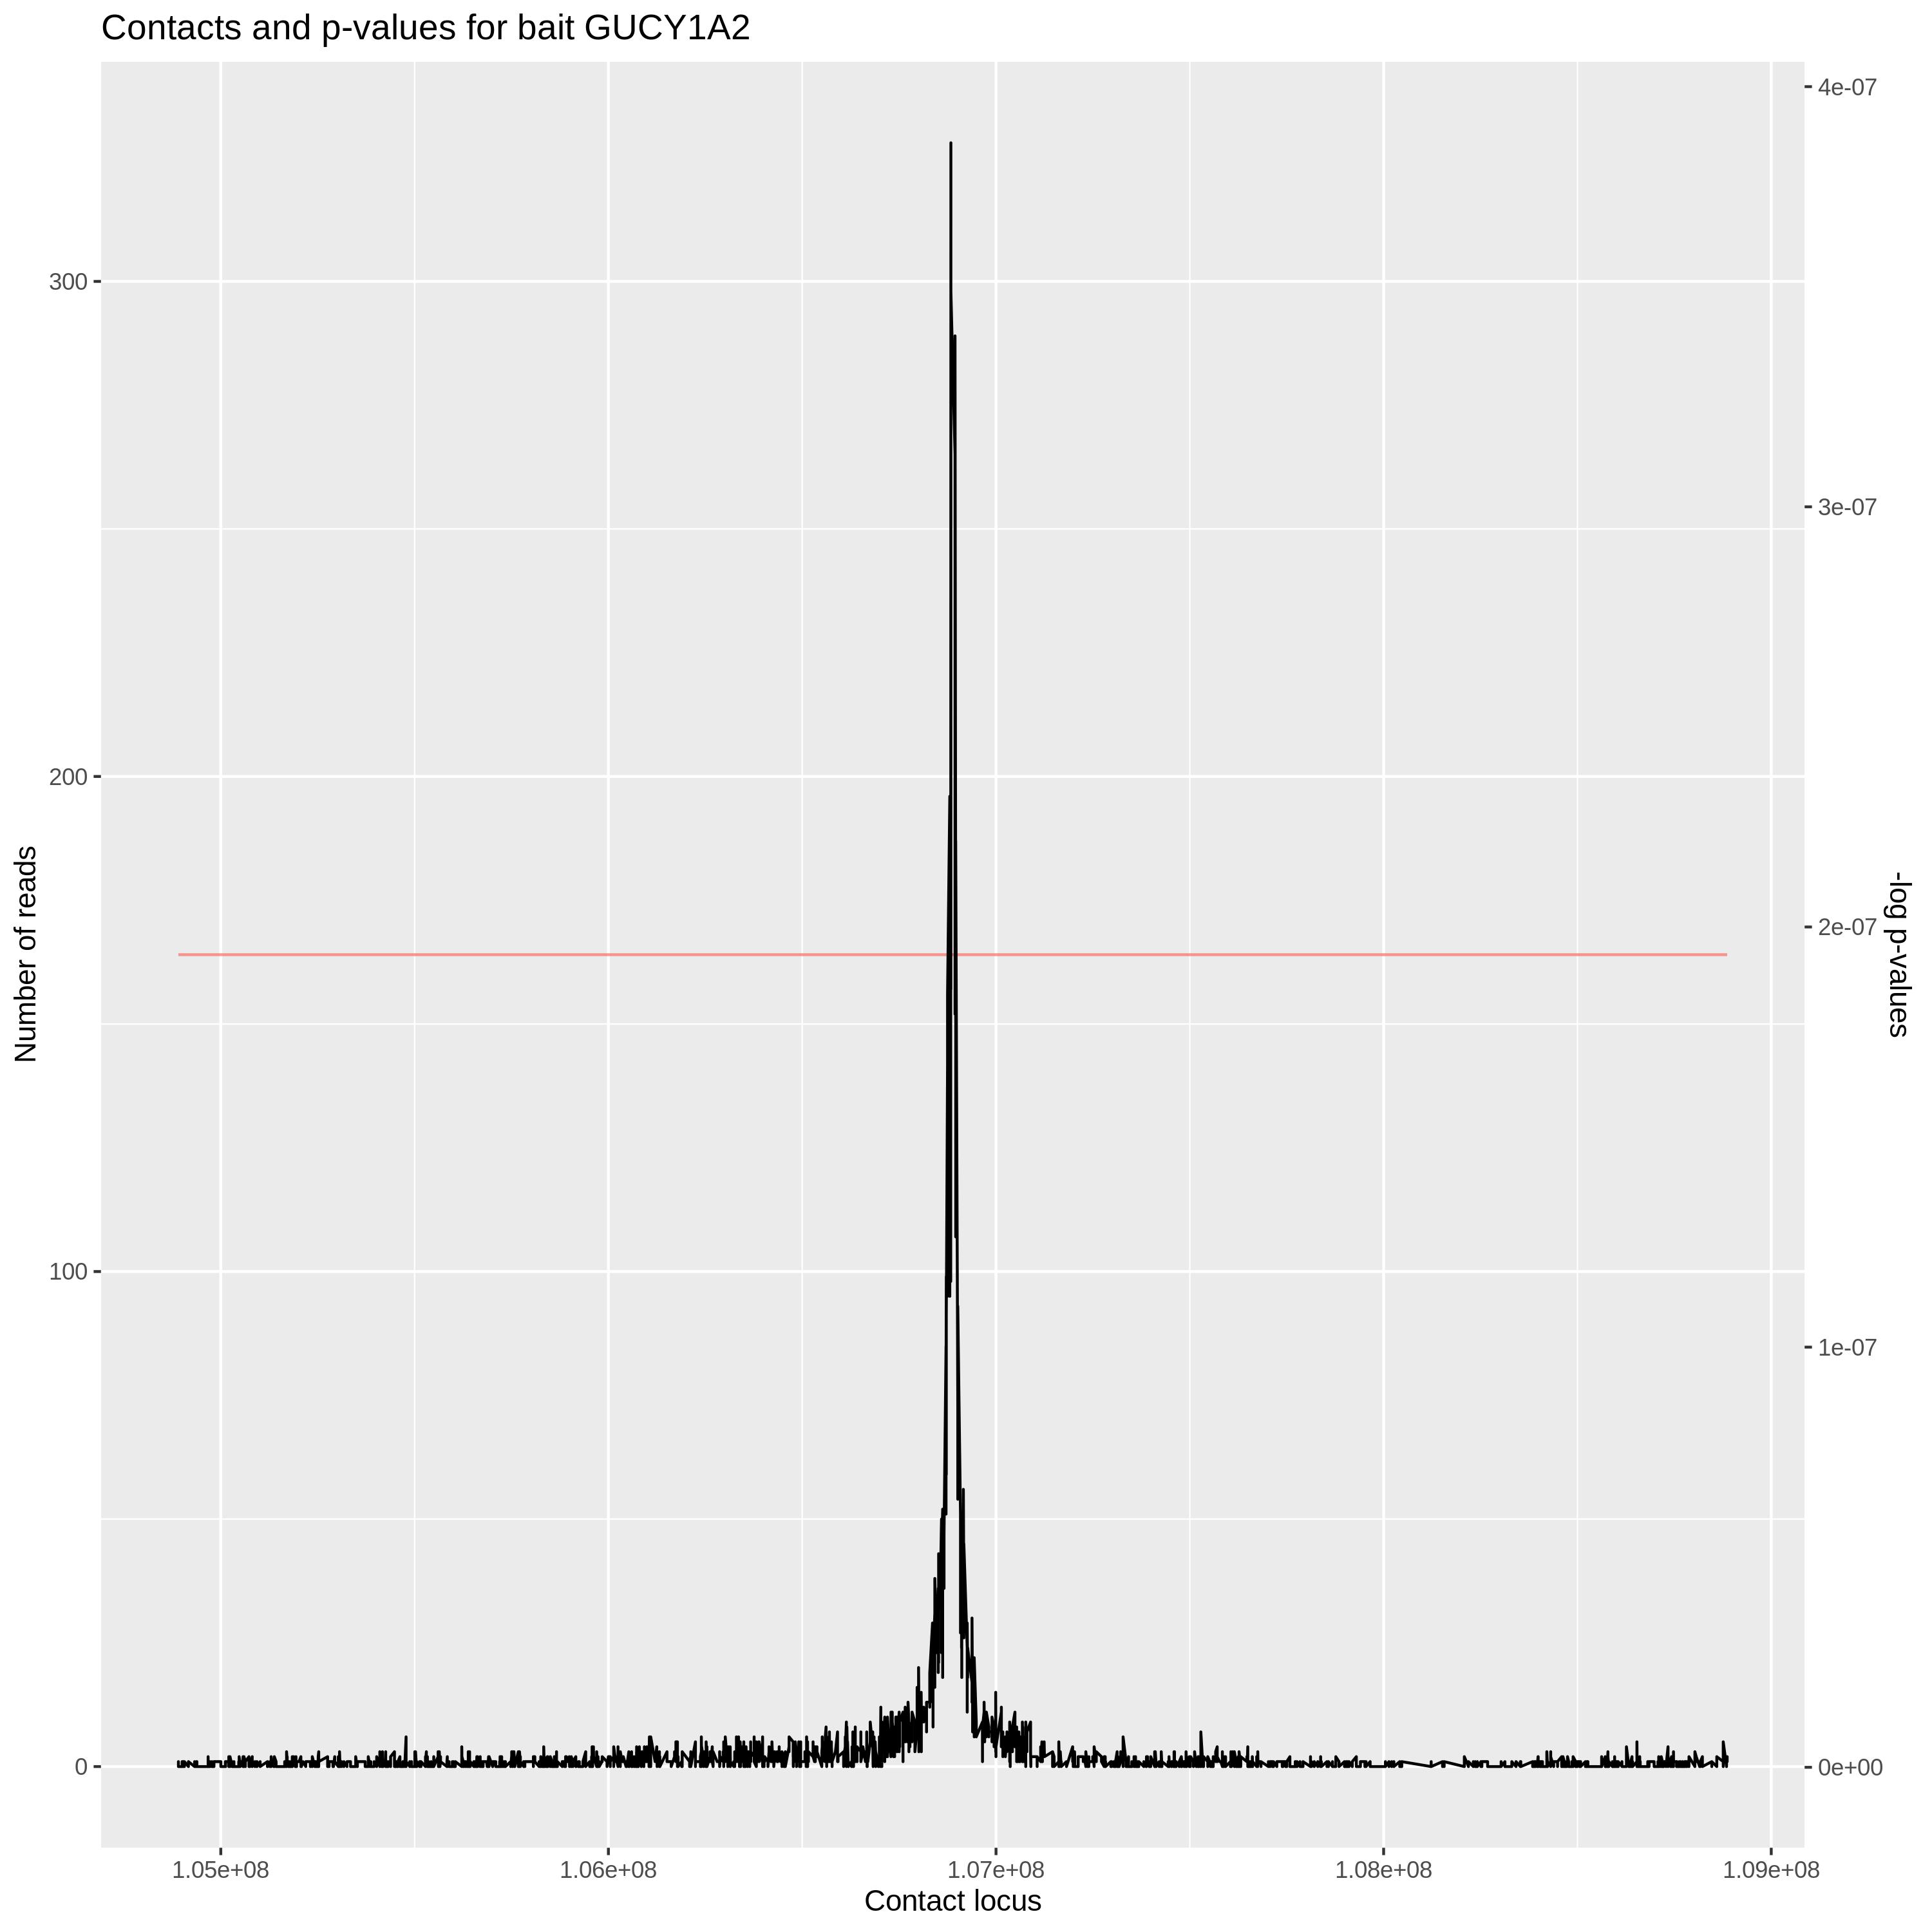 Contacts and p-values for bait GUCY1A2
Number of reads
300
200
100
0
4e-07
3e-07
2e-07
1e-07
0e+00
-log p-values
1.05e+08
1.06e+08
1.07e+08
1.08e+08
1.09e+08
Contact locus